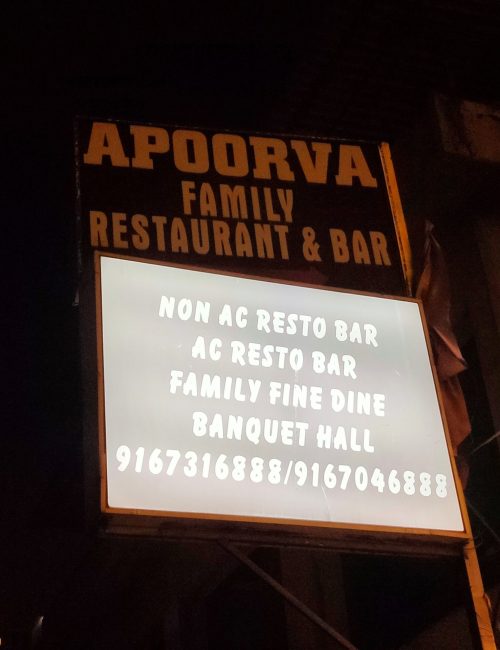 APOORVA
FAMILY
RESTAURANT & BAR
NON AC RESTO BAR
AC RESTO BAR
FAMILY FINE DINE
BANQUET HALL
9167316888/9167046888